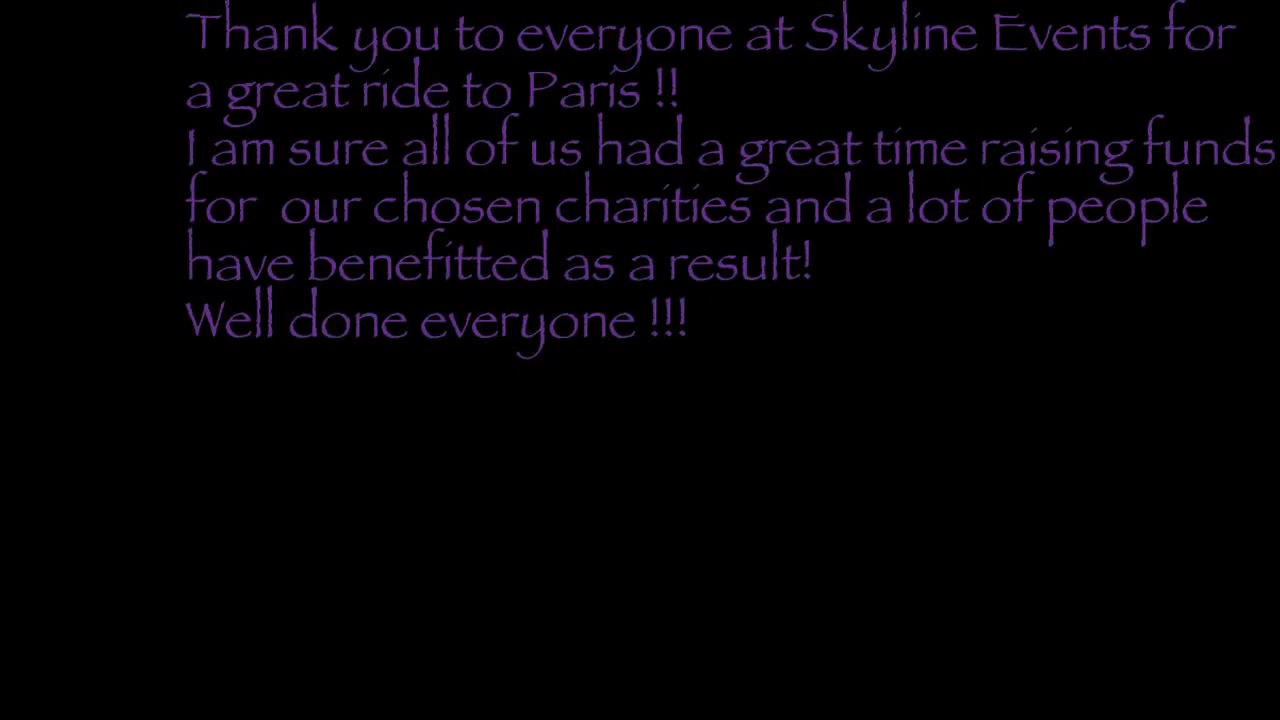 Thank you to everyone at Skyline Events for
a great ride to Paris !!
I am sure all of us had a great time raising funds
for  our chosen charities and a lot of people
have benefitted as a result!
Well done everyone !!!